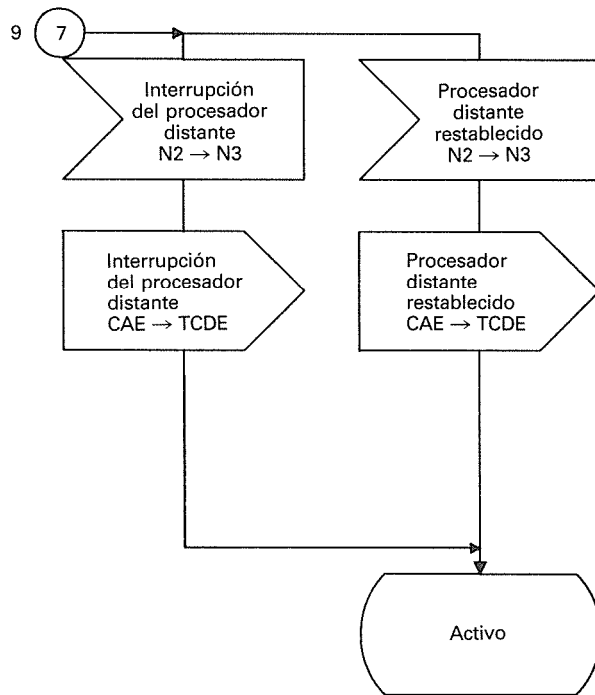 9
7
Interrupción
del procesador
distante
N2 → N3
Procesador
distante
restablecido
N2 → N3
Interrupción
del procesador
distante
CAE → TCDE
Procesador
distante
restablecido
CAE → TCDE
Activo